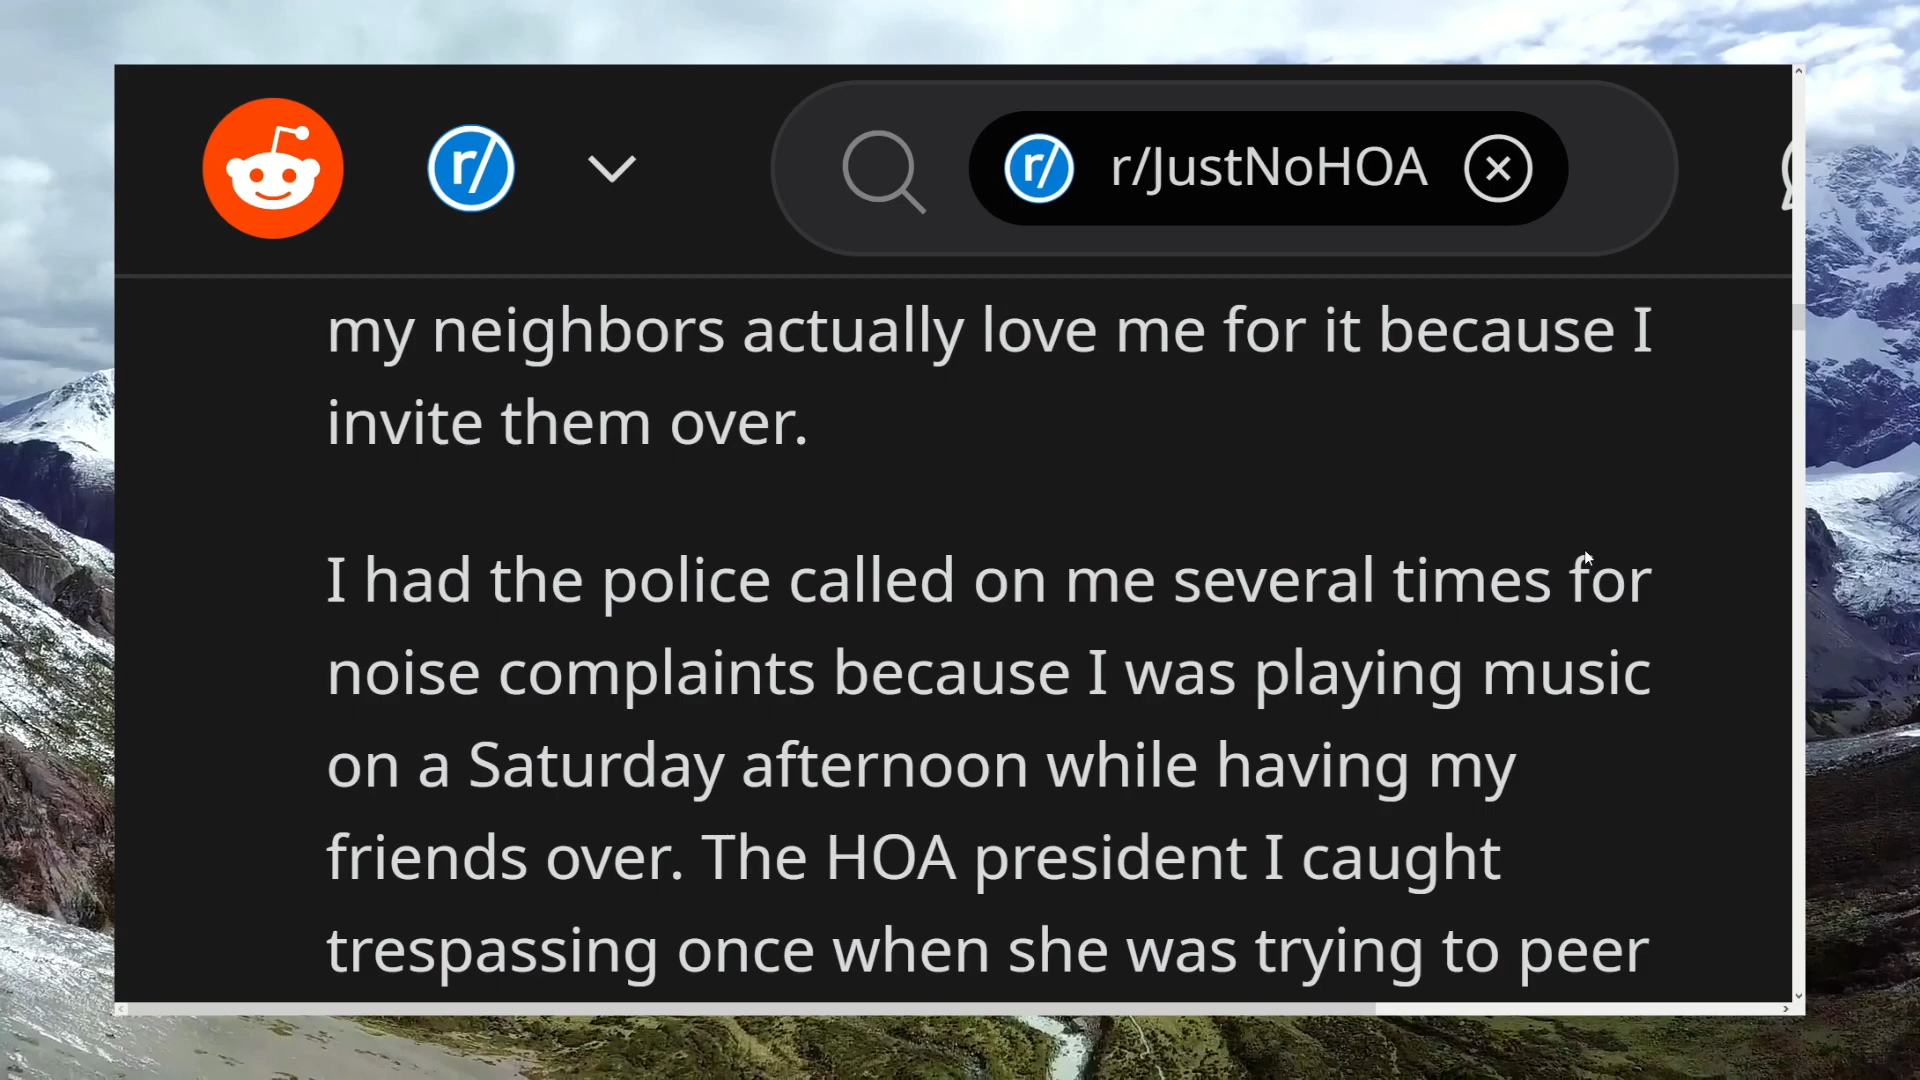 r/
r/ r/JustNoHOA
my neighbors actually love me for it because I
invite them over.
I had the police called on me several times for
noise complaints because I was playing music
on a Saturday afternoon while having my
friends over. The HOA president I caught
trespassing once when she was trying to peer